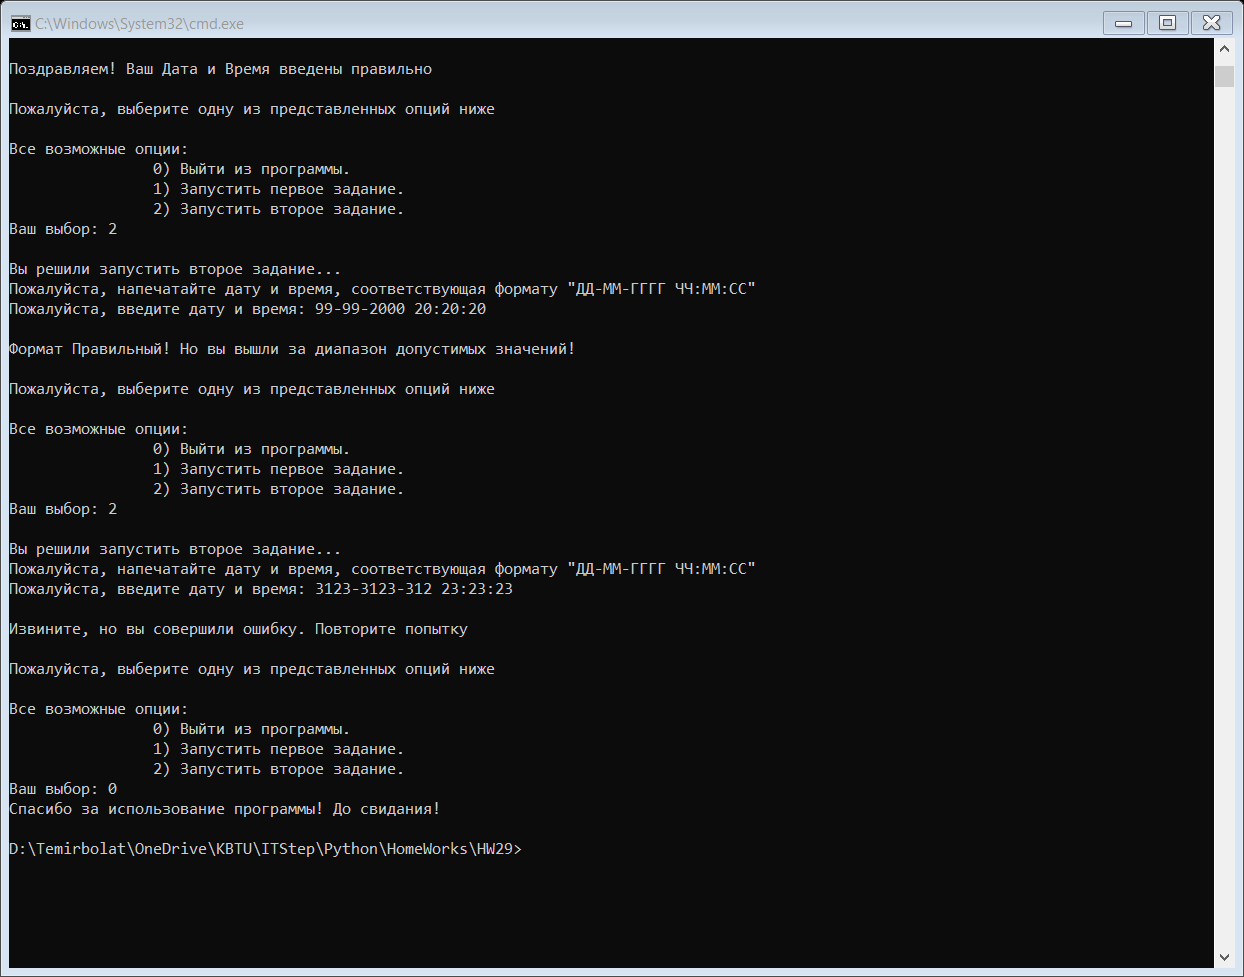 C:\Windows\System32\cmd.exe
Поздравляем! Ваш Дата и Время введены правильно
Пожалуйста, выберите одну из представленных опций ниже
Все возможные опции:
0) Выйти из программы.
1) Запустить первое задание.
2) Запустить второе задание.
Ваш выбор: 2
Вы решили запустить второе задание...
Пожалуйста, напечатайте дату и время, соответствующая формату "ДД-ММ-ГГГГ ЧЧ:ММ:СС"
Пожалуйста, введите дату и время: 99-99-2000 20:20:20
Формат Правильный! Но вы вышли за диапазон допустимых значений!
Пожалуйста, выберите одну из представленных опций ниже
Все возможные опции:
0) Выйти из программы.
1) Запустить первое задание.
2) Запустить второе задание.
Ваш выбор: 2
Вы решили запустить второе задание...
Пожалуйста, напечатайте дату и время, соответствующая формату "ДД-ММ-ГГГГ ЧЧ:ММ:СС"
Пожалуйста, введите дату и время: 3123-3123-312 23:23:23
Извините, но вы совершили ошибку. Повторите попытку
Пожалуйста, выберите одну из представленных опций ниже
Все возможные опции:
0) Выйти из программы.
1) Запустить первое задание.
2) Запустить второе задание.
Ваш выбор: 0
Спасибо за использование программы! До свидания!
D:\Temirbolat\OneDrive\KBTU\ITStep\Python\HomeWorks\HW29>